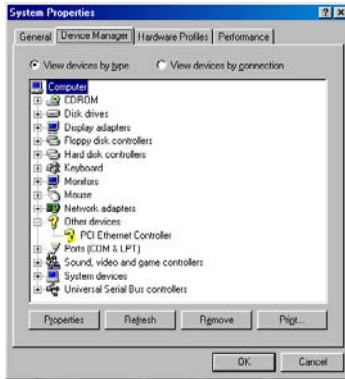 System Properties
General Device Manager Hardware Profiles Performance
View devices by type View devices by connection
Computer
CDROM
Disk drives
Display adapters
Floppy disk controllers
Hard disk controllers
Keyboard
Monitors
Mouse
Network adapters
Other devices
PCI Ethernet Controller
Ports (COM & LPT)
Sound, video and game controllers
System devices
Universal Serial Bus controllers
Properties Refresh Remove Print...
OK Cancel